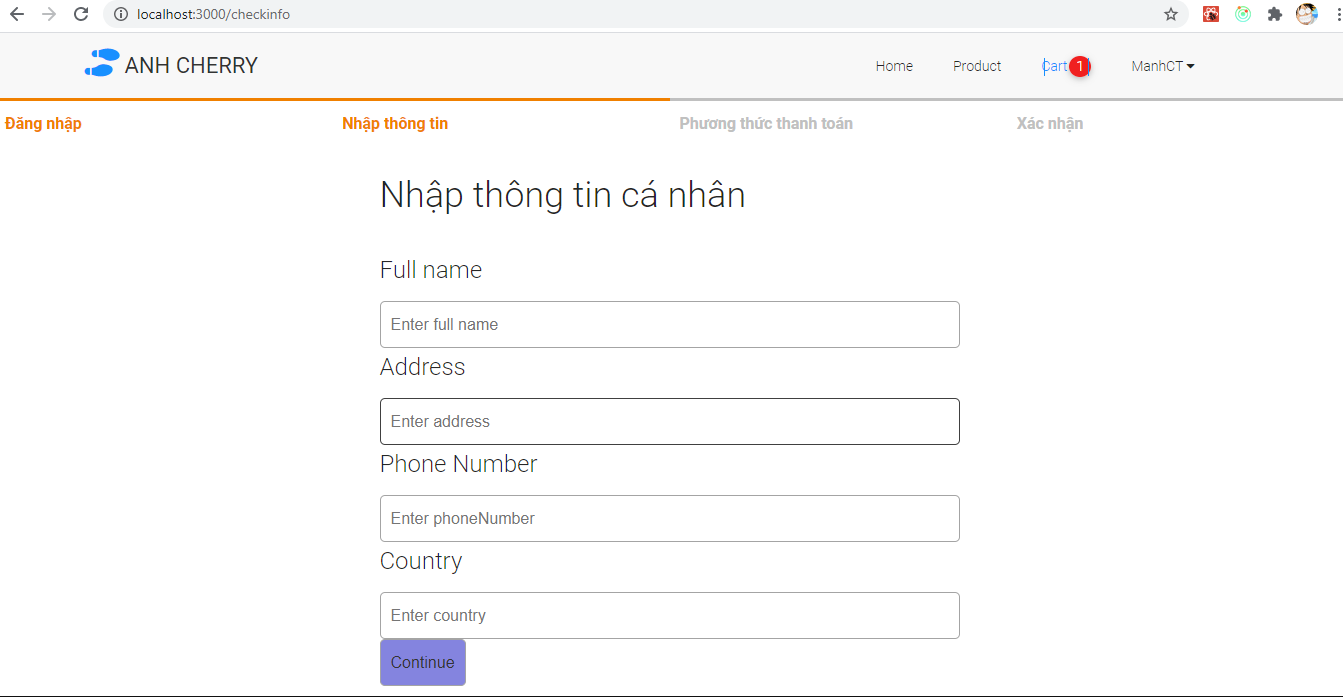 localhost:3000/checkinfo
ANH CHERRY Home Product Cart 1 ManhCT
Đăng nhập Nhập thông tin Phương thức thanh toán Xác nhận
Nhập thông tin cá nhân
Full name
Enter full name
Address
Enter address
Phone Number
Enter phoneNumber
Country
Enter country
Continue